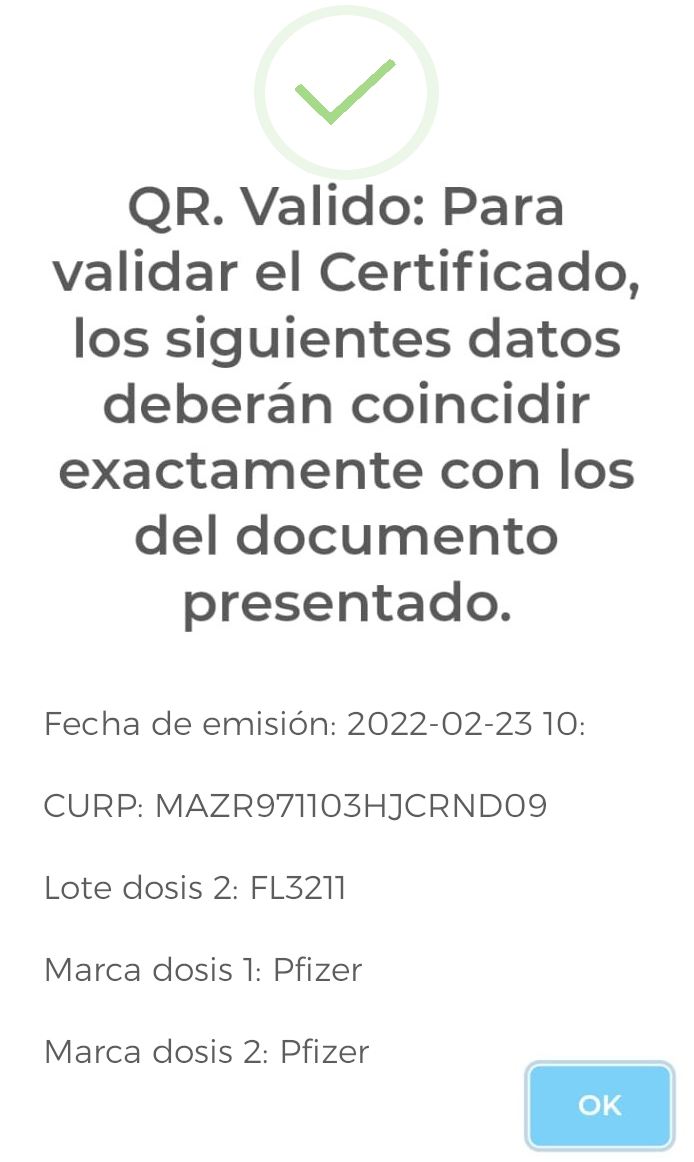 QR. Valido: Para
validar el Certificado,
los siguientes datos
deberán coincidir
exactamente con los
del documento
presentado.
Fecha de emisión: 2022-02-23 10:
CURP: MAZR971103HJCRND09
Lote dosis 2: FL3211
Marca dosis 1: Pfizer
Marca dosis 2: Pfizer
OK